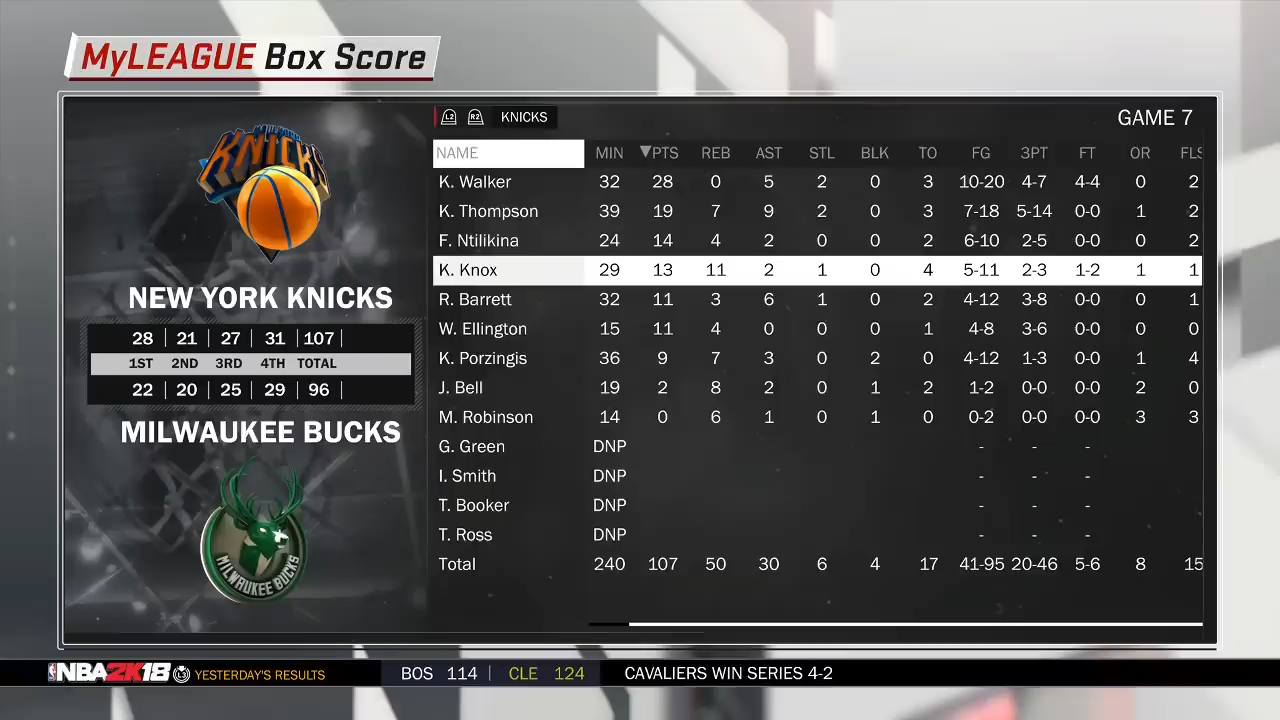 MyLEAGUE Box Score
L2 R2 KNICKS GAME 7
KNICKS
NEW YORK KNICKS
28 21 27 31 107
1ST 2ND 3RD 4TH TOTAL
22 20 25 29 96
MILWAUKEE BUCKS
MILWAUKEE BUCKS
NAME MIN PTS REB AST STL BLK TO FG 3PT FT OR FLS
K. Walker 32 28 0 5 2 0 3 10-20 4-7 4-4 0 2
K. Thompson 39 19 7 9 2 0 3 7-18 5-14 0-0 1 2
F. Ntilikina 24 14 4 2 0 0 2 6-10 2-5 0-0 0 2
K. Knox 29 13 11 2 1 0 4 5-11 2-3 1-2 1 1
R. Barrett 32 11 3 6 1 0 2 4-12 3-8 0-0 0 1
W. Ellington 15 11 4 0 0 0 1 4-8 3-6 0-0 0 0
K. Porzingis 36 9 7 3 0 2 0 4-12 1-3 0-0 1 4
J. Bell 19 2 8 2 0 1 2 1-2 0-0 0-0 2 0
M. Robinson 14 0 6 1 0 1 0 0-2 0-0 0-0 3 3
G. Green DNP - - -
I. Smith DNP - - -
T. Booker DNP - - -
T. Ross DNP - - -
Total 240 107 50 30 6 4 17 41-95 20-46 5-6 8 15
NBA 2K18 YESTERDAY'S RESULTS BOS 114 CLE 124 CAVALIERS WIN SERIES 4-2